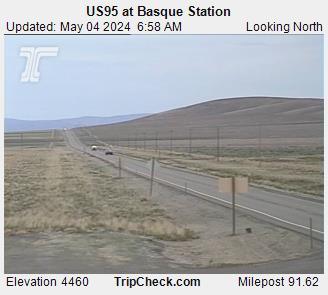 US95 at Basque Station
Updated: May 04 2024 6:58 AM Looking North
Elevation 4460 TripCheck.com Milepost 91.62